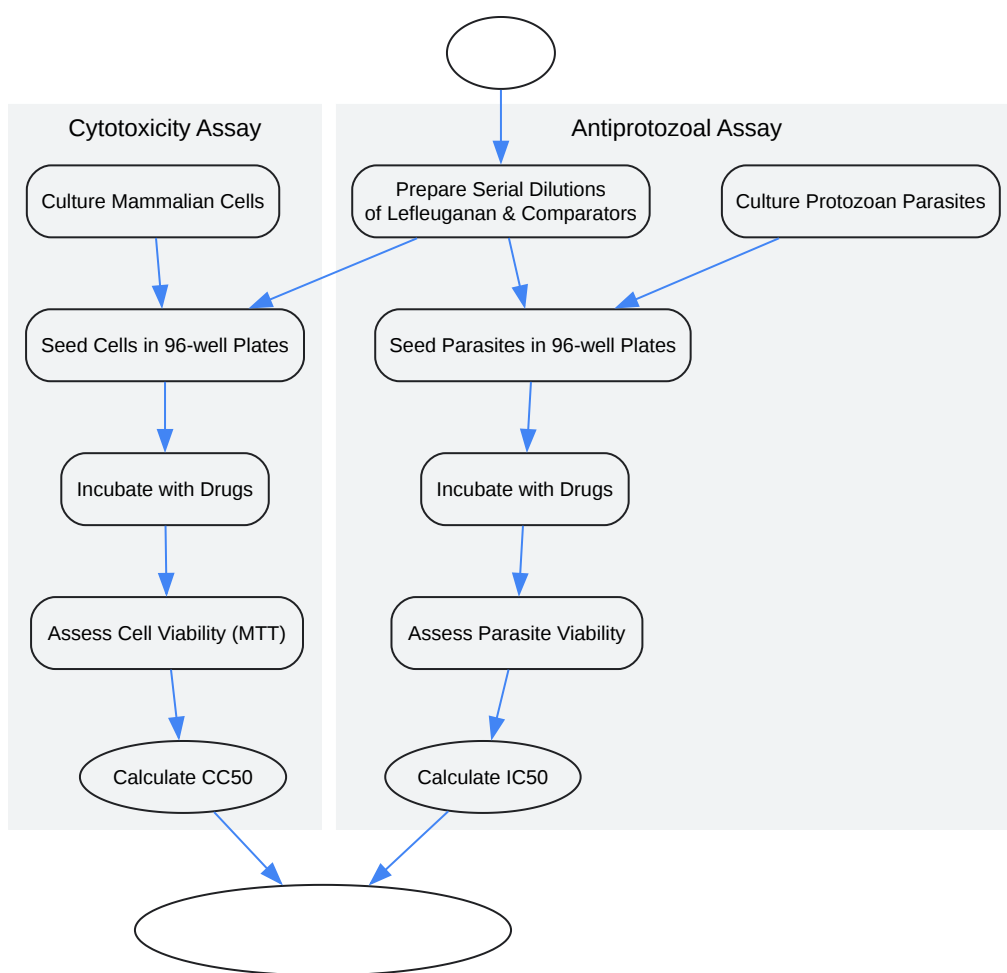 Cytotoxicity Assay
Antiprotozoal Assay
Culture Mammalian Cells
Prepare Serial Dilutions
of Lefleuganan & Comparators
Culture Protozoan Parasites
Seed Cells in 96-well Plates
Seed Parasites in 96-well Plates
Incubate with Drugs
Incubate with Drugs
Assess Cell Viability (MTT)
Assess Parasite Viability
Calculate CC50
Calculate IC50